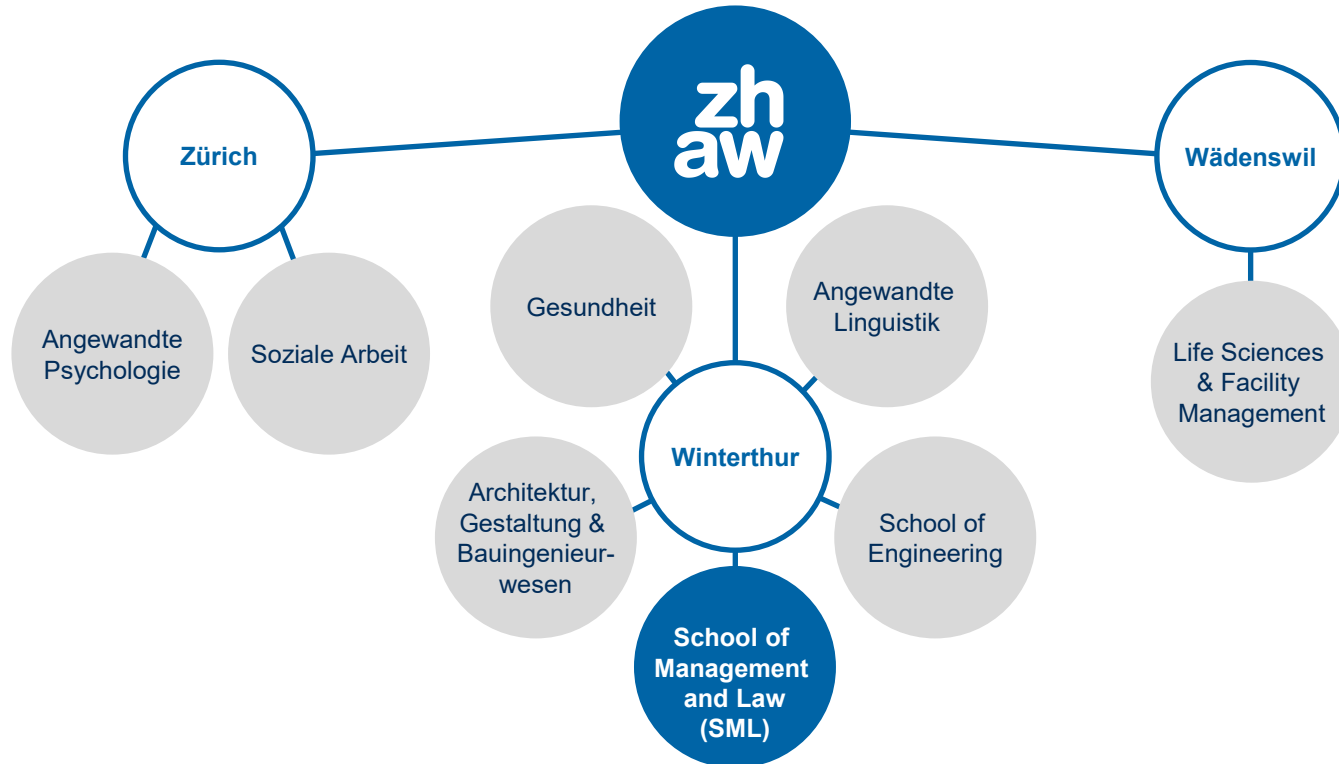 zh
aw
Zürich
Wädenswil
Angewandte
Psychologie
Soziale Arbeit
Gesundheit
Angewandte
Linguistik
Life Sciences
& Facility
Management
Winterthur
Architektur,
Gestaltung &
Bauingenieur-
wesen
School of
Engineering
School of
Management
and Law
(SML)